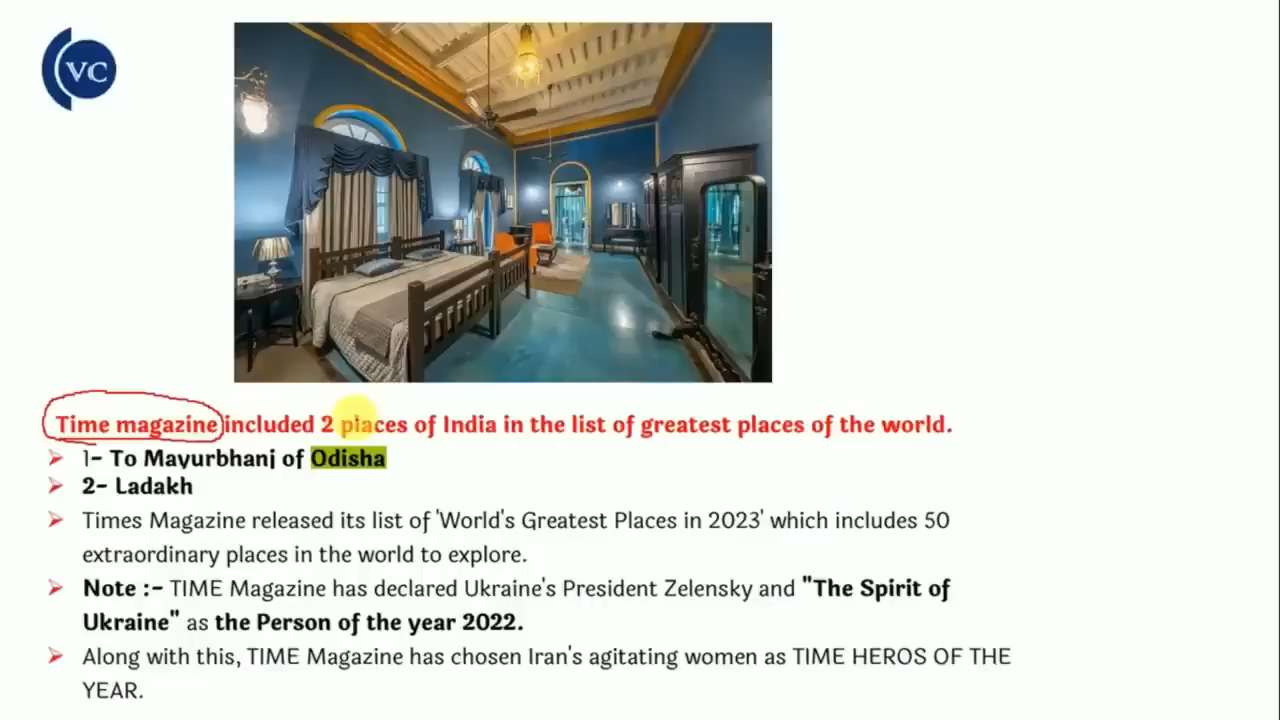 VC
Time magazine included 2 places of India in the list of greatest places of the world.
1- To Mayurbhanj of Odisha
2- Ladakh
Times Magazine released its list of 'World's Greatest Places in 2023' which includes 50
extraordinary places in the world to explore.
Note :- TIME Magazine has declared Ukraine's President Zelensky and "The Spirit of
Ukraine" as the Person of the year 2022.
Along with this, TIME Magazine has chosen Iran's agitating women as TIME HEROS OF THE
YEAR.